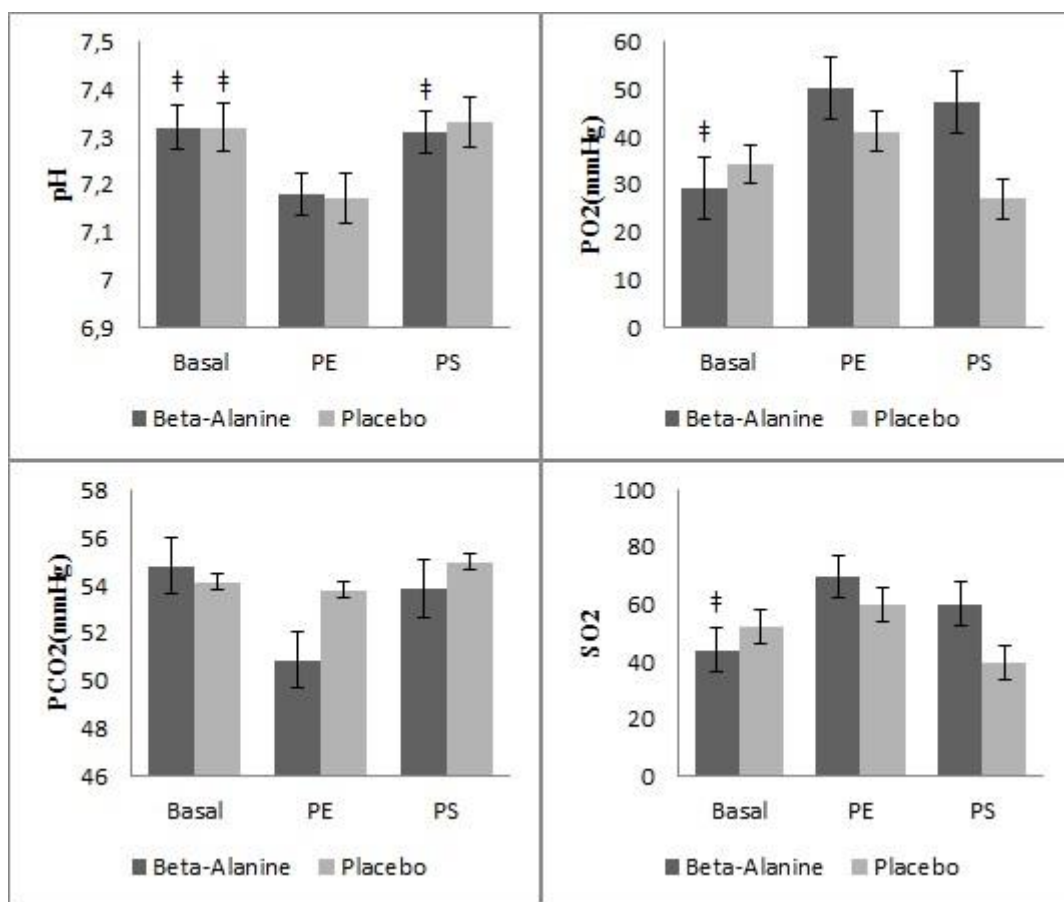 7,5
7,4
7,3
7,2
7,1
7
6,9
pH
‡ ‡ ‡
Basal PE PS
Beta-Alanine Placebo
60
50
40
30
20
10
0
PO2(mmHg)
‡
Basal PE PS
Beta-Alanine Placebo
58
56
54
52
50
48
46
PCO2(mmHg)
Basal PE PS
Beta-Alanine Placebo
100
80
60
40
20
0
SO2
‡
Basal PE PS
Beta-Alanine Placebo